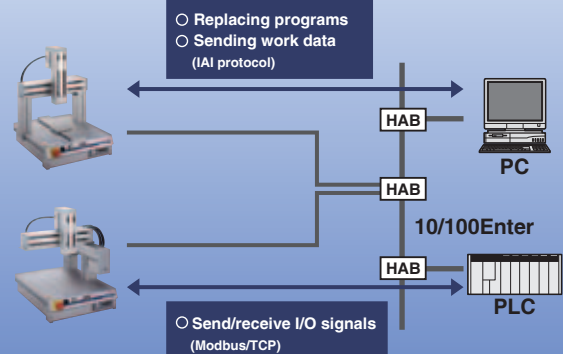 ○ Replacing programs
○ Sending work data
(IAI protocol)
HAB
PC
HAB
10/100Enter
HAB
PLC
○ Send/receive I/O signals
(Modbus/TCP)